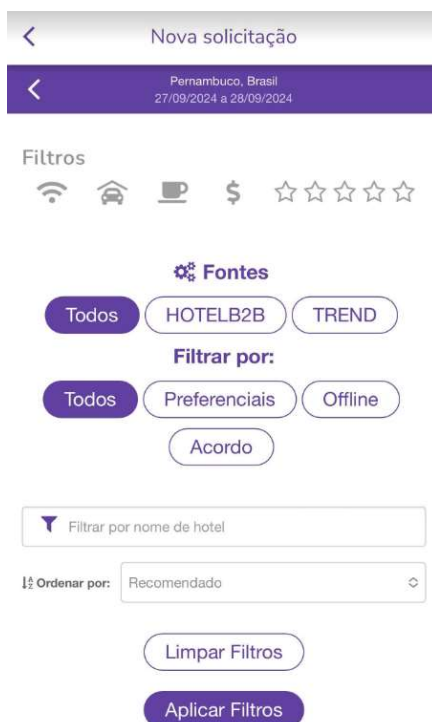 Nova solicitação
Pernambuco, Brasil
27/09/2024 a 28/09/2024
Filtros
$
Fontes
Todos HOTELB2B TREND
Filtrar por:
Todos Preferenciais Offline
Acordo
Filtrar por nome de hotel
Ordenar por: Recomendado
Limpar Filtros
Aplicar Filtros